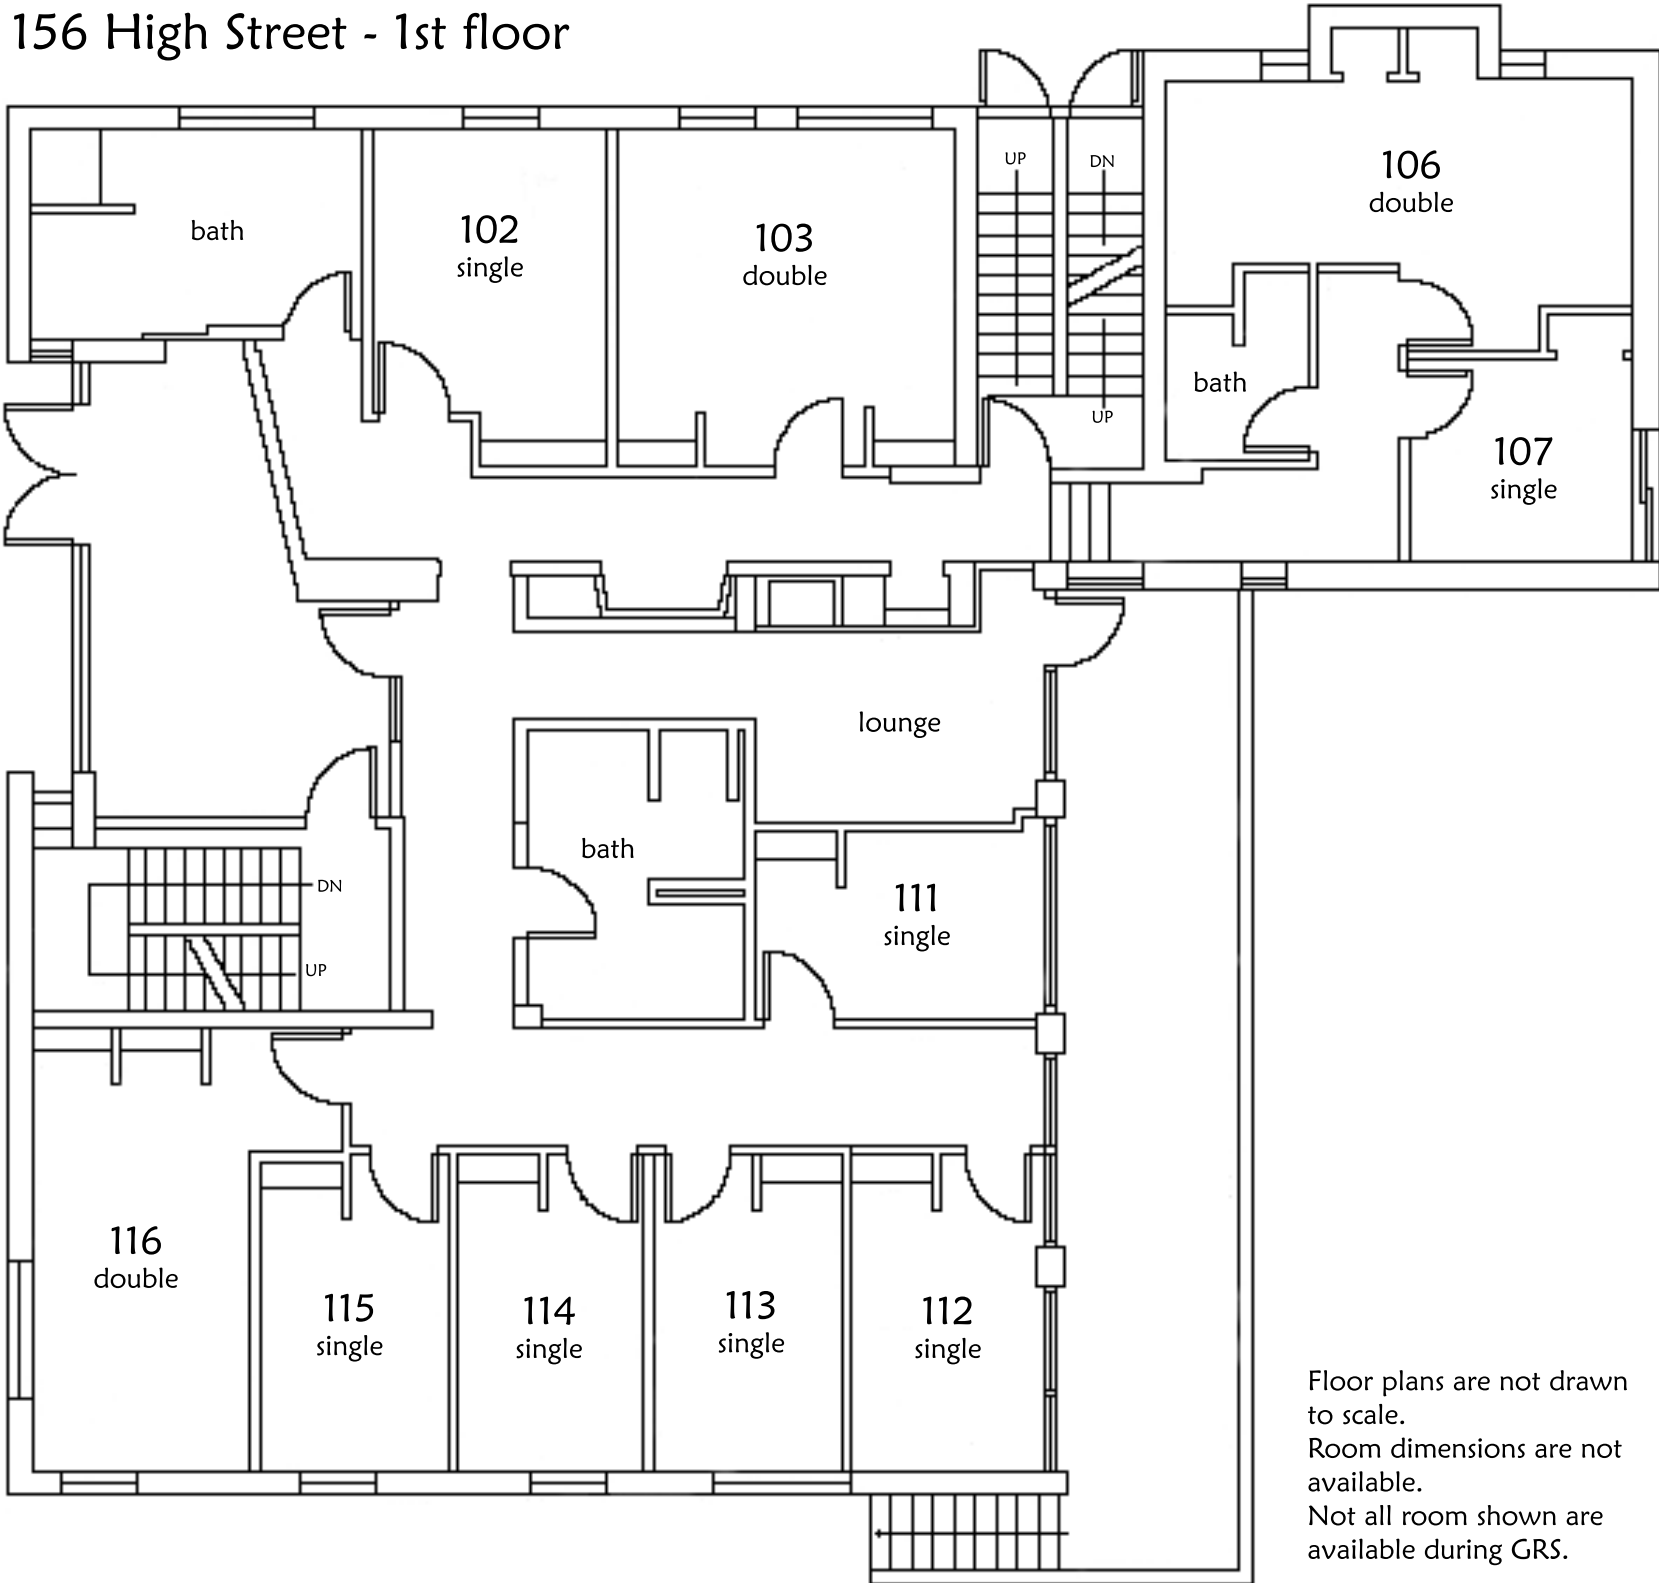 156 High Street - 1st floor
UP
DN
106
double
bath
102
single
103
double
bath
UP
107
single
lounge
bath
111
single
DN
UP
116
double
115
single
114
single
113
single
112
single
Floor plans are not drawn
to scale.
Room dimensions are not
available.
Not all room shown are
available during GRS.